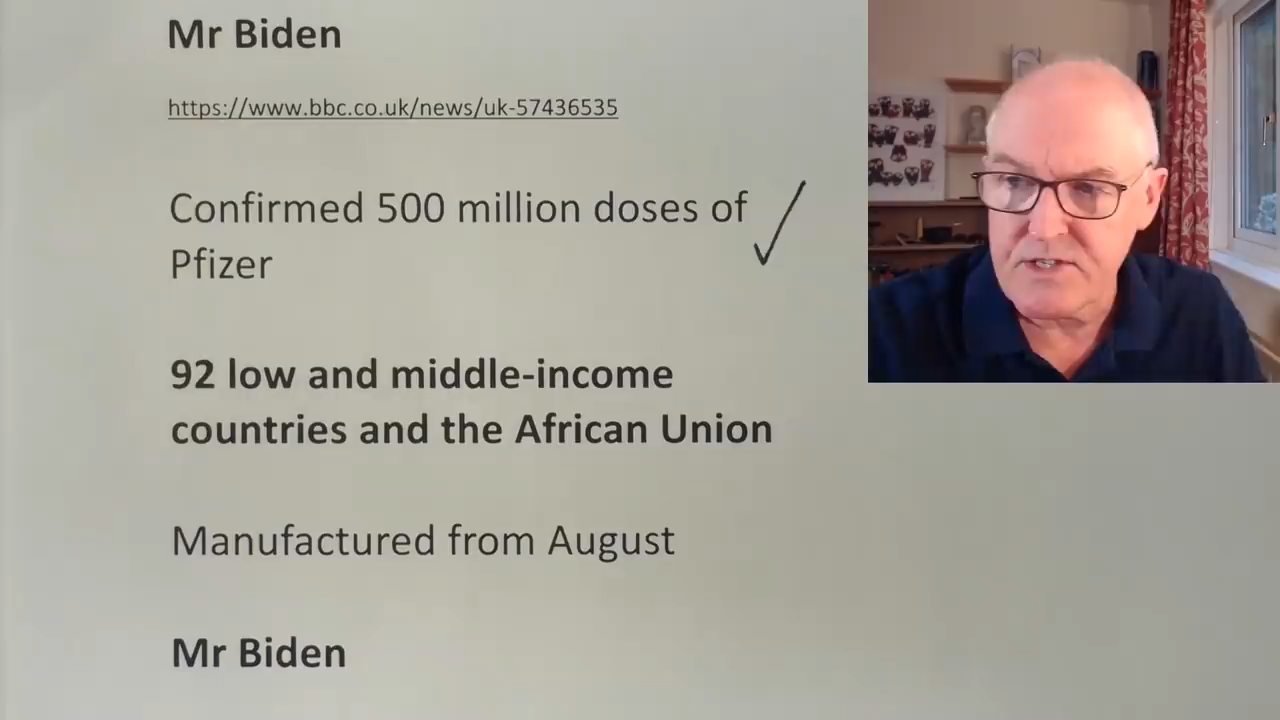 Mr Biden
https://www.bbc.co.uk/news/uk-57436535
Confirmed 500 million doses of
Pfizer
92 low and middle-income
countries and the African Union
Manufactured from August
Mr Biden